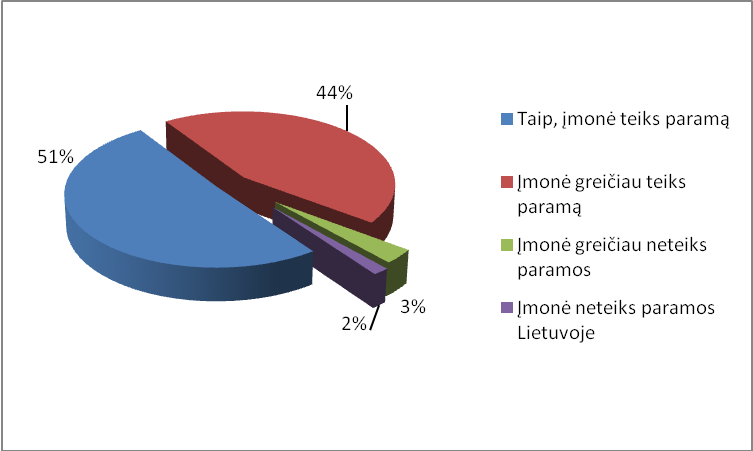 44%
51%
3%
2%
Taip, įmonė teiks paramą
Įmonė greičiau teiks
paramą
Įmonė greičiau neteiks
paramos
Įmonė neteiks paramos
Lietuvoje